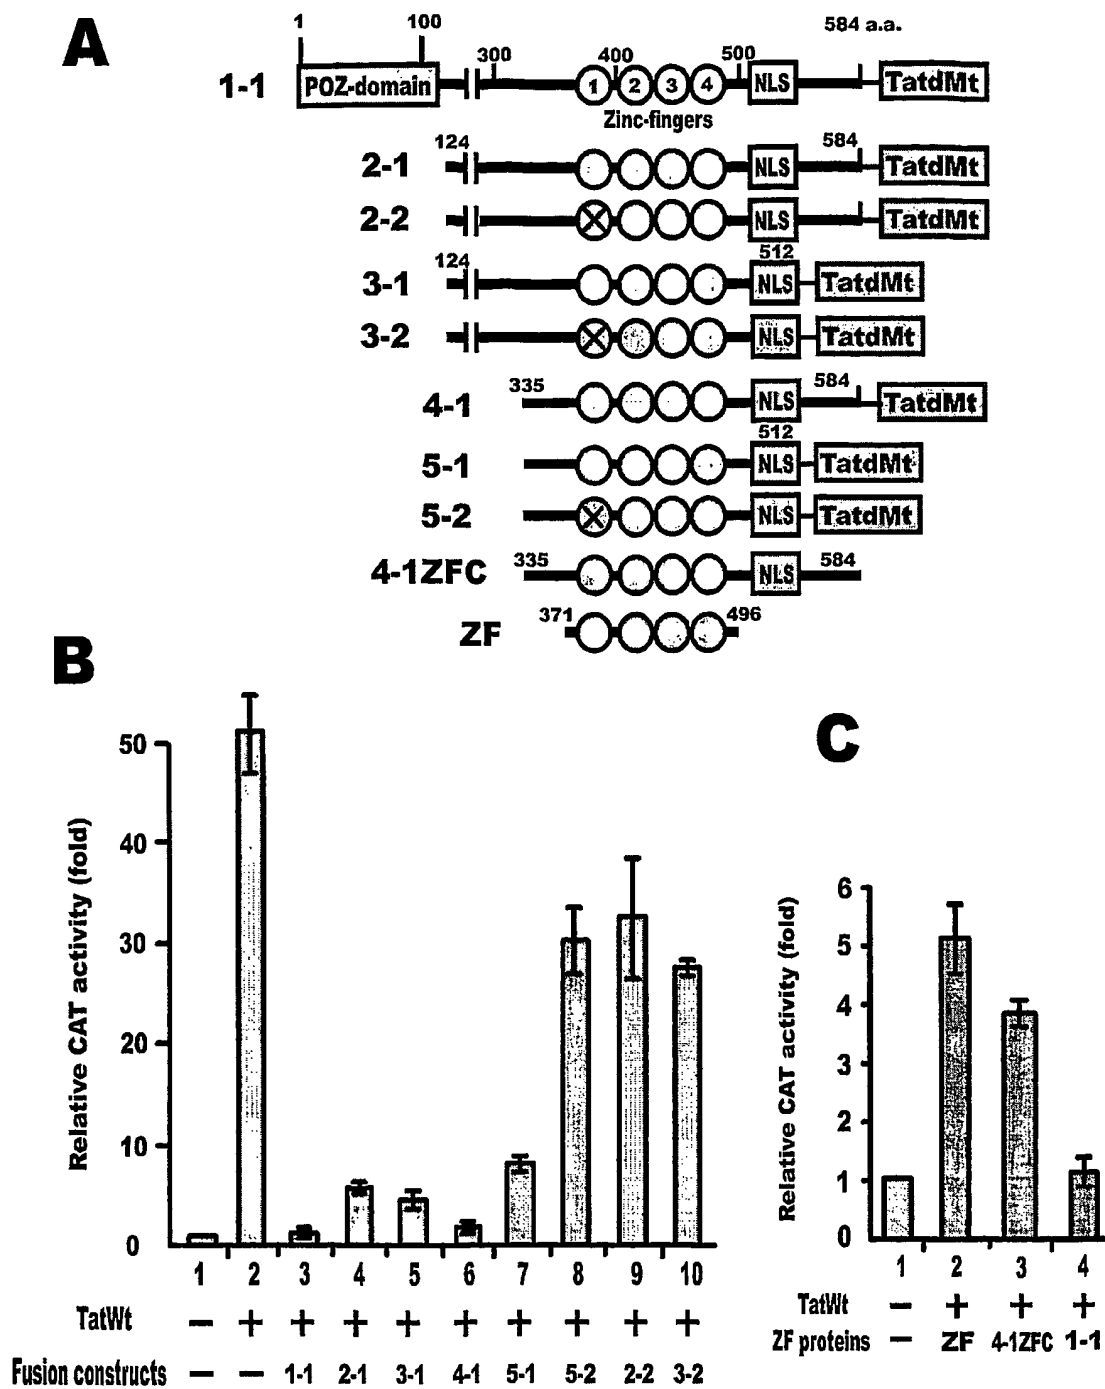 A
1 100 584 a.a.
300 400 500
1-1 POZ-domain 1 2 3 4 NLS TatdMt
Zinc-fingers
124 584
2-1 NLS TatdMt
2-2 NLS TatdMt
124 512
3-1 NLS TatdMt
3-2 NLS TatdMt
335 584
4-1 NLS TatdMt
512
5-1 NLS TatdMt
5-2 NLS TatdMt
335 584
4-1ZFC NLS
371 496
ZF
B
Relative CAT activity (fold)
50
40
30
20
10
0
1 2 3 4 5 6 7 8 9 10
TatWt − + + + + + + + + +
Fusion constructs − − 1-1 2-1 3-1 4-1 5-1 5-2 2-2 3-2
C
Relative CAT activity (fold)
6
5
4
3
2
1
0
1 2 3 4
TatWt − + + +
ZF proteins − ZF 4-1ZFC 1-1